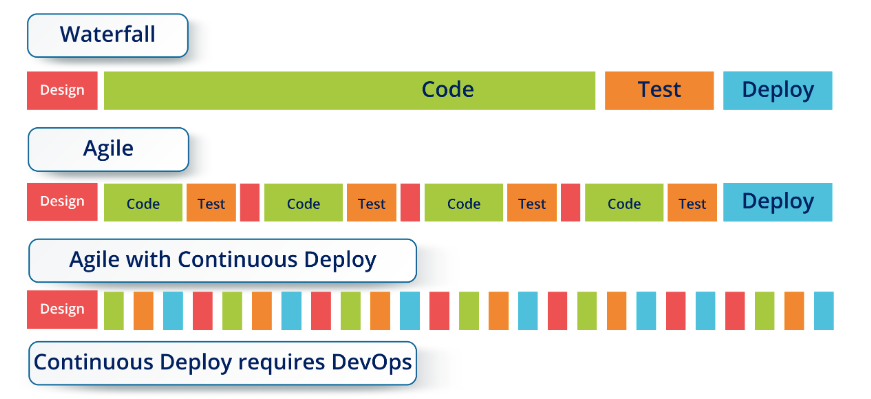 Waterfall
Design Code Test Deploy
Agile
Design Code Test Code Test Code Test Code Test Deploy
Agile with Continuous Deploy
Design
Continuous Deploy requires DevOps